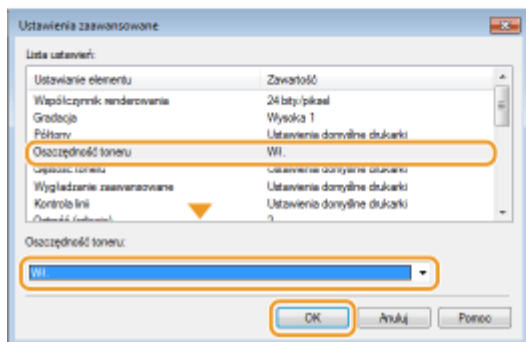 Ustawienia zaawansowane
Lista ustawień:
Ustawianie elementu Zawartość
Współczynnik renderowania 24 bity/piksel
Gradacja Wysoka 1
Półtony Ustawienia domyślne drukarki
Oszczędność toneru Wł.
Gęstość toneru Ustawienia domyślne drukarki
Wygładzanie zaawansowane Ustawienia domyślne drukarki
Kontrola linii Ustawienia domyślne drukarki
Oszczędność toneru:
Wł.
OK Anuluj Pomoc